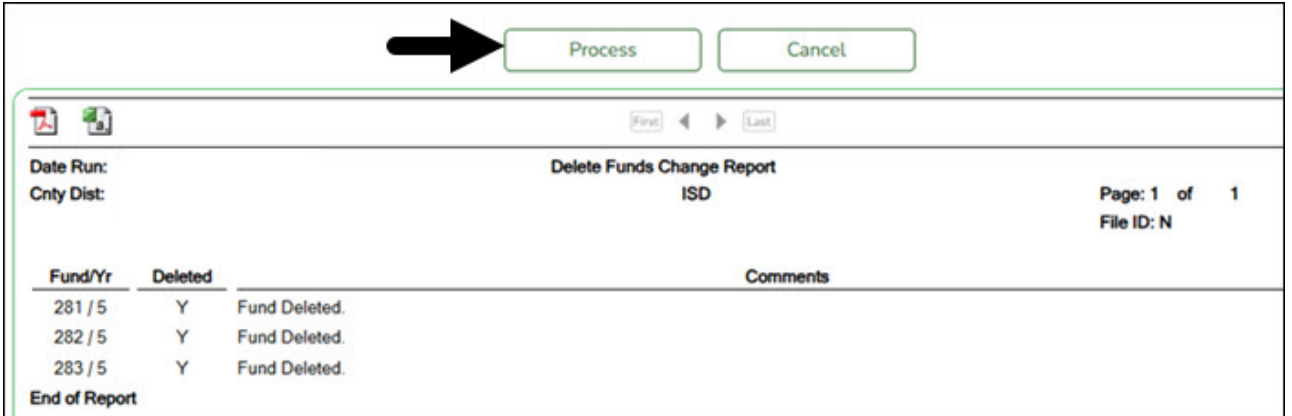 Process Cancel
First Last
Date Run: Delete Funds Change Report
Cnty Dist: ISD Page: 1 of 1
File ID: N
Fund/Yr Deleted Comments
281 / 5 Y Fund Deleted.
282 / 5 Y Fund Deleted.
283 / 5 Y Fund Deleted.
End of Report